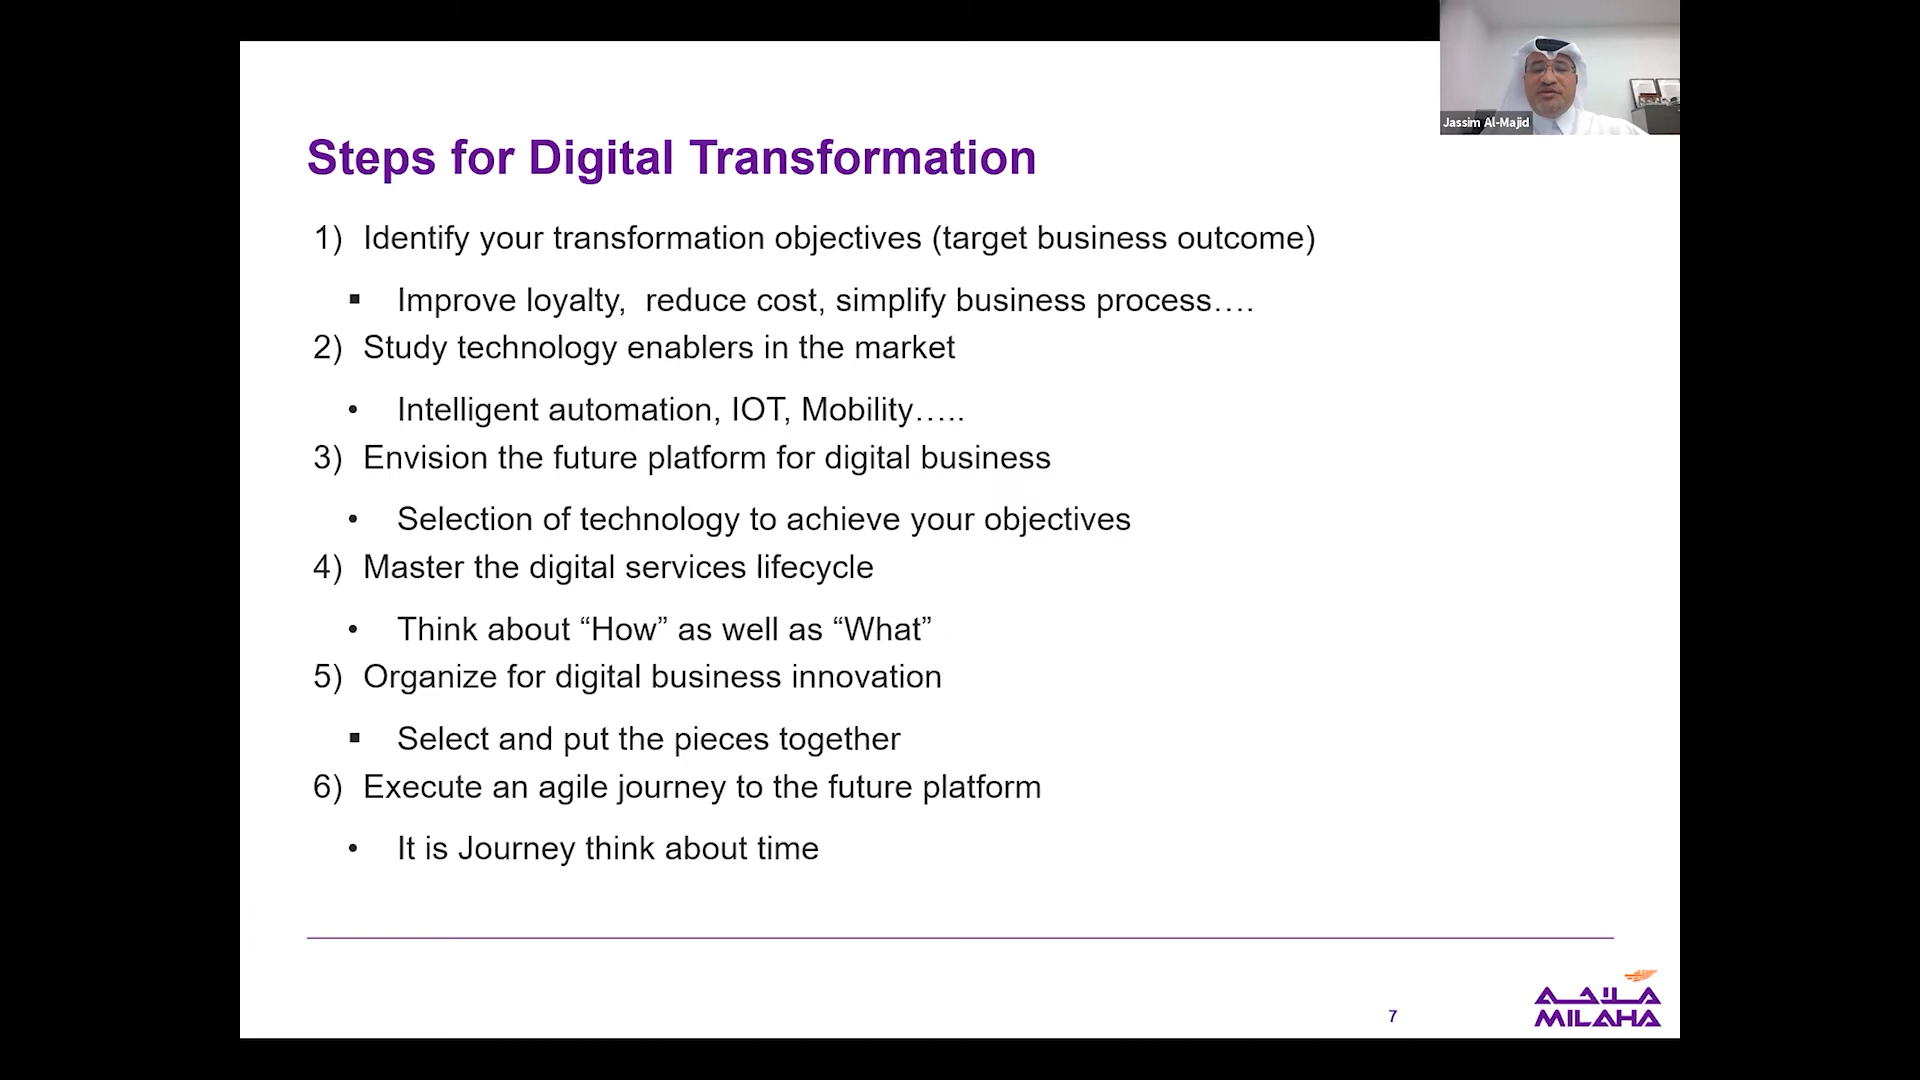 Jassim Al-Majid
Steps for Digital Transformation
1) Identify your transformation objectives (target business outcome)
▪ Improve loyalty,  reduce cost, simplify business process….
2) Study technology enablers in the market
• Intelligent automation, IOT, Mobility…..
3) Envision the future platform for digital business
• Selection of technology to achieve your objectives
4) Master the digital services lifecycle
• Think about “How” as well as “What”
5) Organize for digital business innovation
▪ Select and put the pieces together
6) Execute an agile journey to the future platform
• It is Journey think about time
7
ملاحة
MILAHA